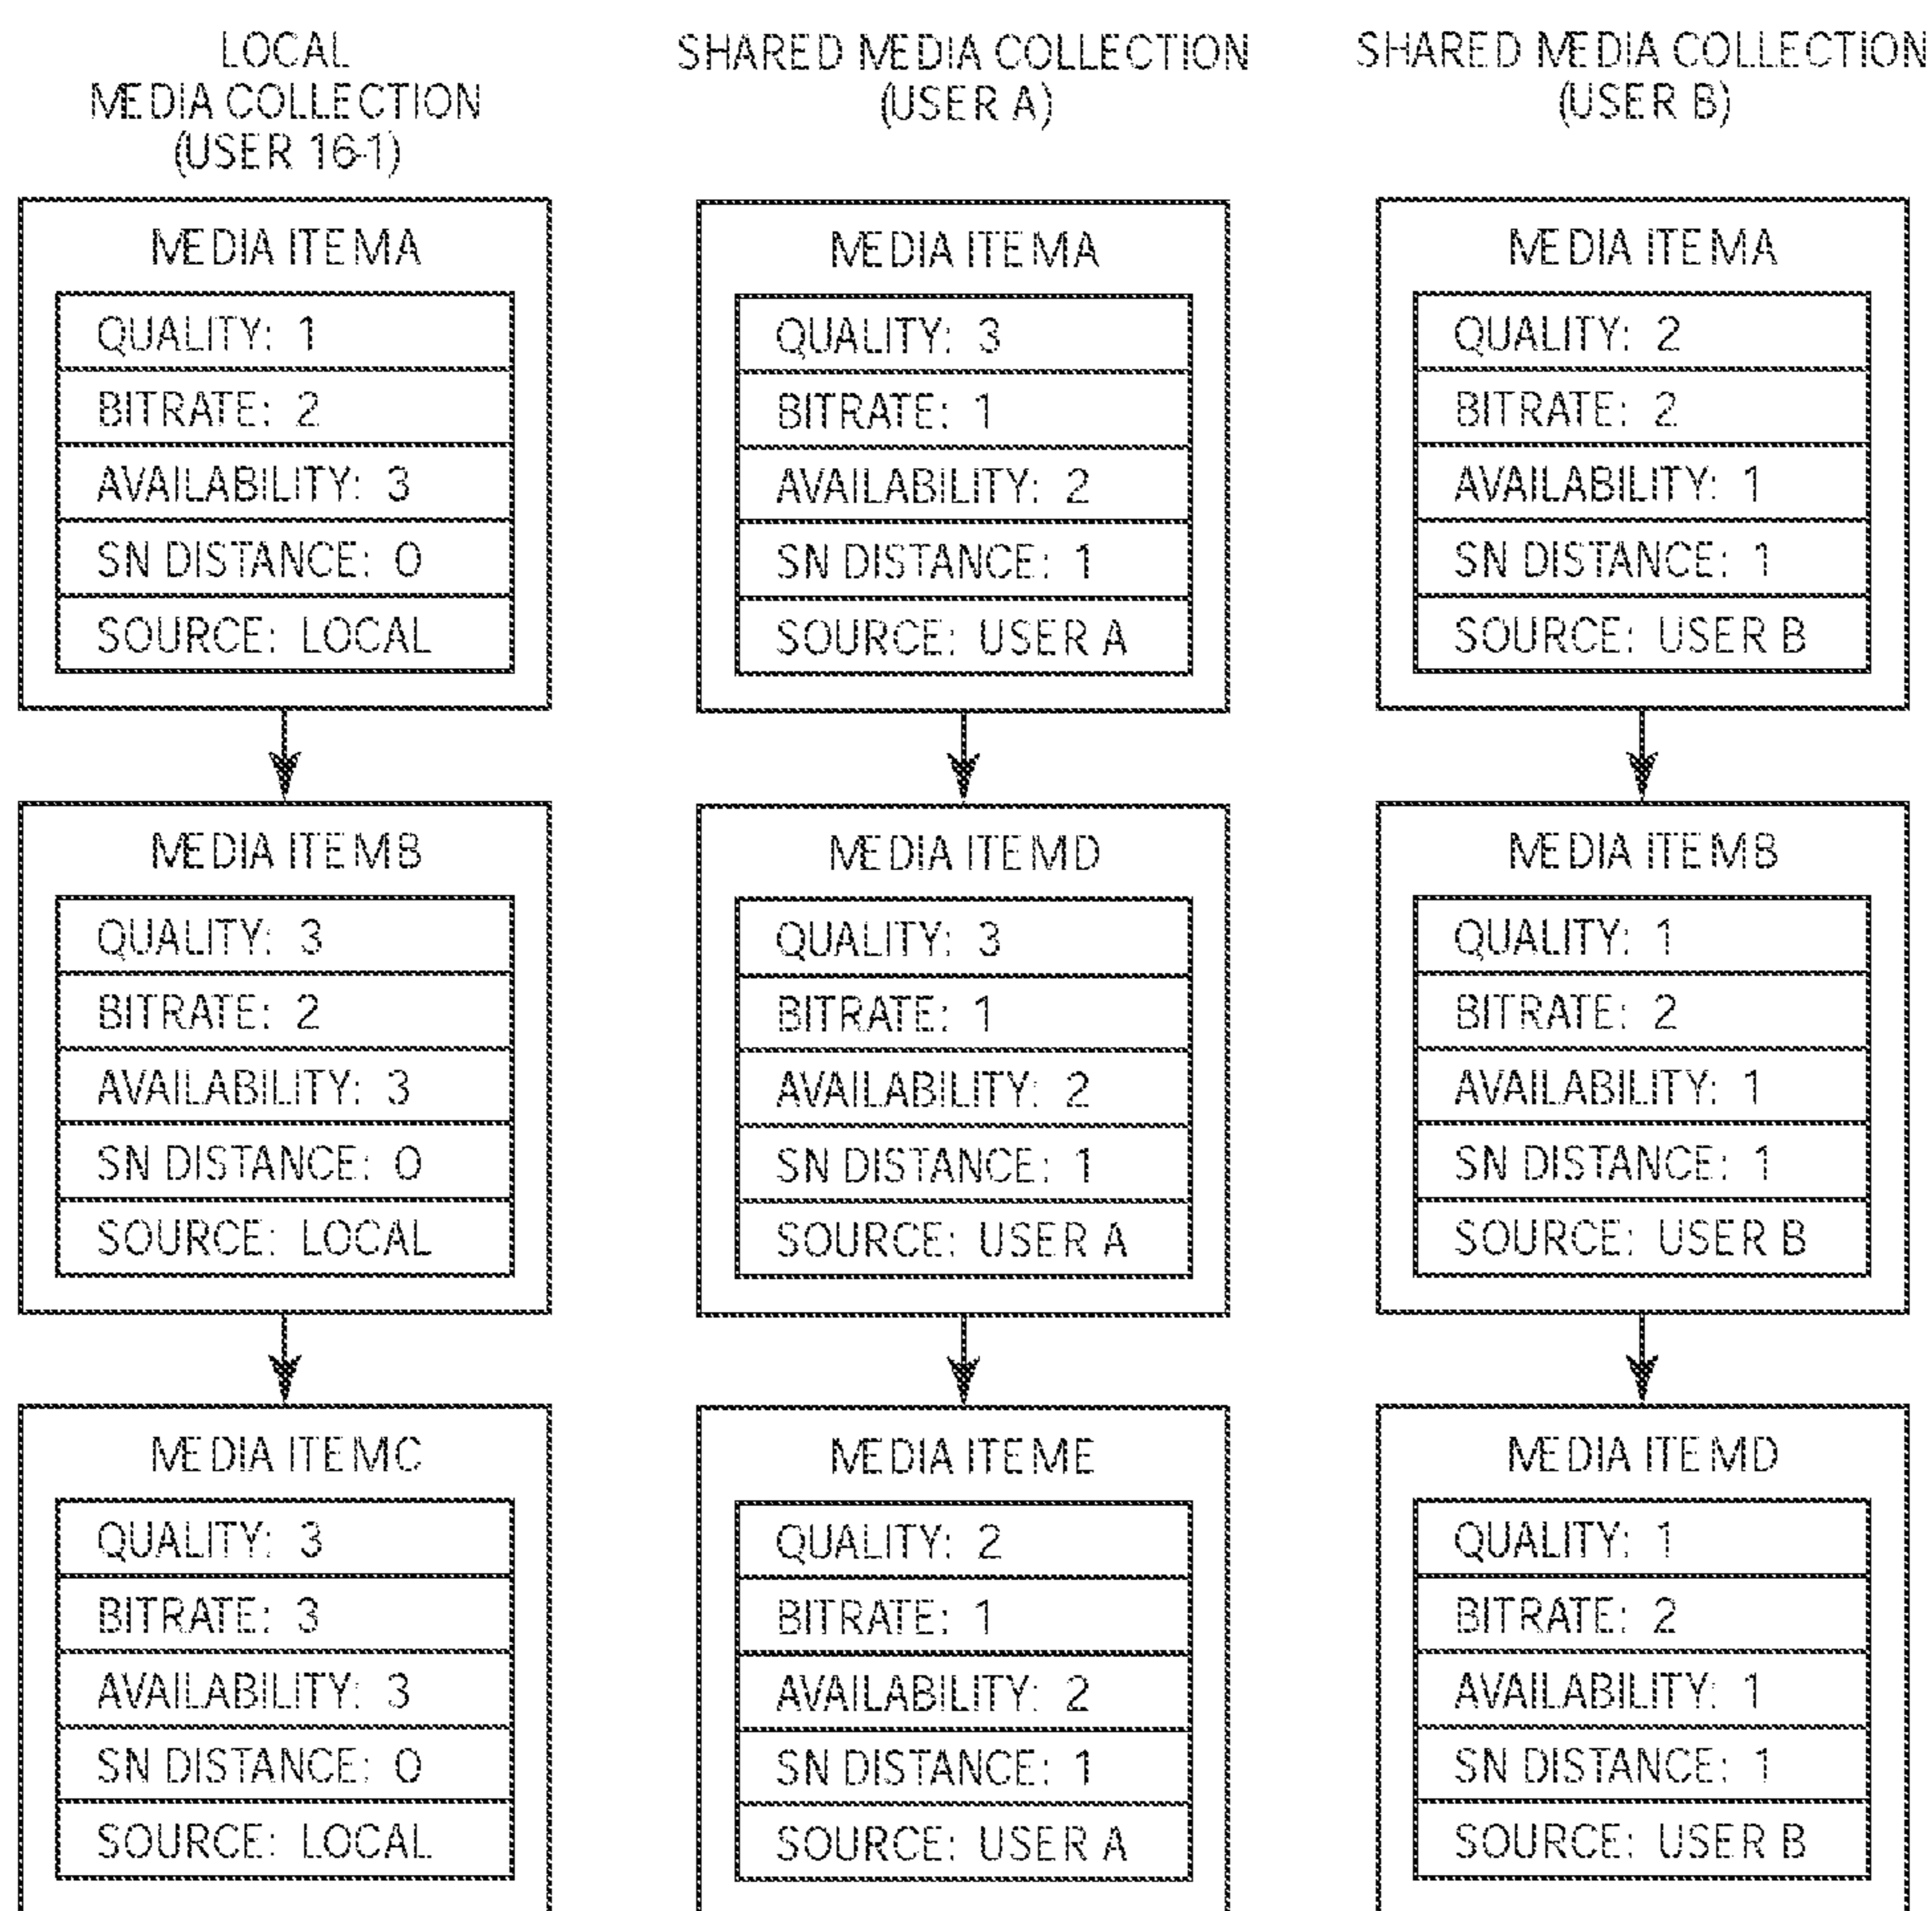 LOCAL
MEDIA COLLECTION
(USER 16-1)
MEDIA ITEM A
QUALITY: 1
BITRATE: 2
AVAILABILITY: 3
SN DISTANCE: 0
SOURCE: LOCAL
MEDIA ITEM B
QUALITY: 3
BITRATE: 2
AVAILABILITY: 3
SN DISTANCE: 0
SOURCE: LOCAL
MEDIA ITEM C
QUALITY: 3
BITRATE: 3
AVAILABILITY: 3
SN DISTANCE: 0
SOURCE: LOCAL
SHARED MEDIA COLLECTION
(USER A)
MEDIA ITEM A
QUALITY: 3
BITRATE: 1
AVAILABILITY: 2
SN DISTANCE: 1
SOURCE: USER A
MEDIA ITEM D
QUALITY: 3
BITRATE: 1
AVAILABILITY: 2
SN DISTANCE: 1
SOURCE: USER A
MEDIA ITEM E
QUALITY: 2
BITRATE: 1
AVAILABILITY: 2
SN DISTANCE: 1
SOURCE: USER A
SHARED MEDIA COLLECTION
(USER B)
MEDIA ITEM A
QUALITY: 2
BITRATE: 2
AVAILABILITY: 1
SN DISTANCE: 1
SOURCE: USER B
MEDIA ITEM B
QUALITY: 1
BITRATE: 2
AVAILABILITY: 1
SN DISTANCE: 1
SOURCE: USER B
MEDIA ITEM D
QUALITY: 1
BITRATE: 2
AVAILABILITY: 1
SN DISTANCE: 1
SOURCE: USER B